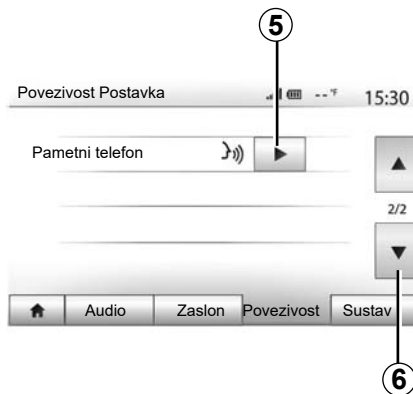 5
Povezivost Postavka -- °F 15:30
Pametni telefon
2/2
Audio Zaslon Povezivost Sustav
6